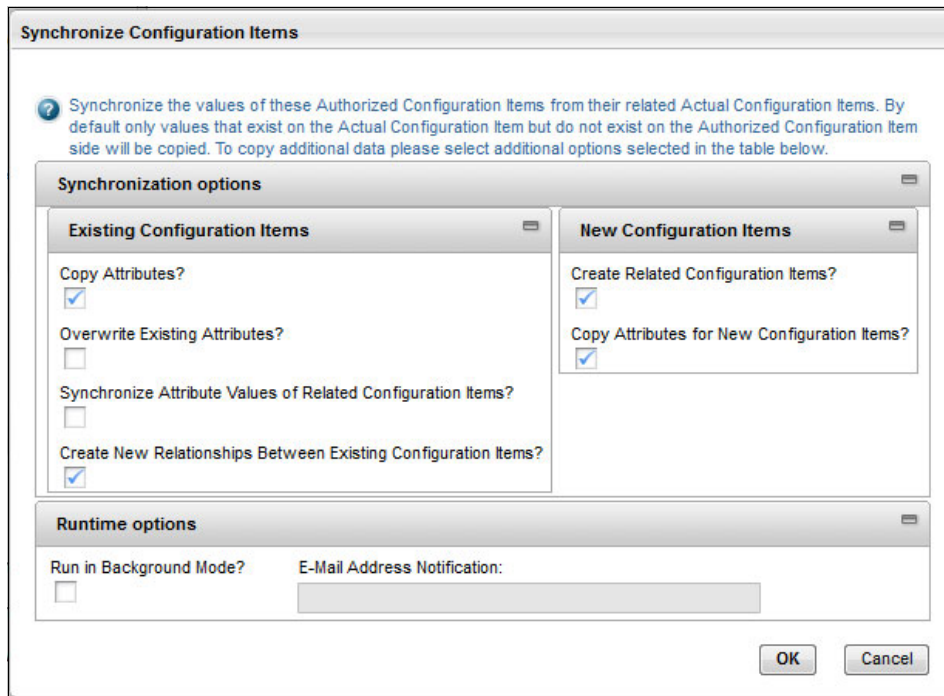 Synchronize Configuration Items
Synchronize the values of these Authorized Configuration Items from their related Actual Configuration Items. By
default only values that exist on the Actual Configuration Item but do not exist on the Authorized Configuration Item
side will be copied. To copy additional data please select additional options selected in the table below.
Synchronization options
Existing Configuration Items
Copy Attributes?
Overwrite Existing Attributes?
Synchronize Attribute Values of Related Configuration Items?
Create New Relationships Between Existing Configuration Items?
New Configuration Items
Create Related Configuration Items?
Copy Attributes for New Configuration Items?
Runtime options
Run in Background Mode?
E-Mail Address Notification:
OK
Cancel